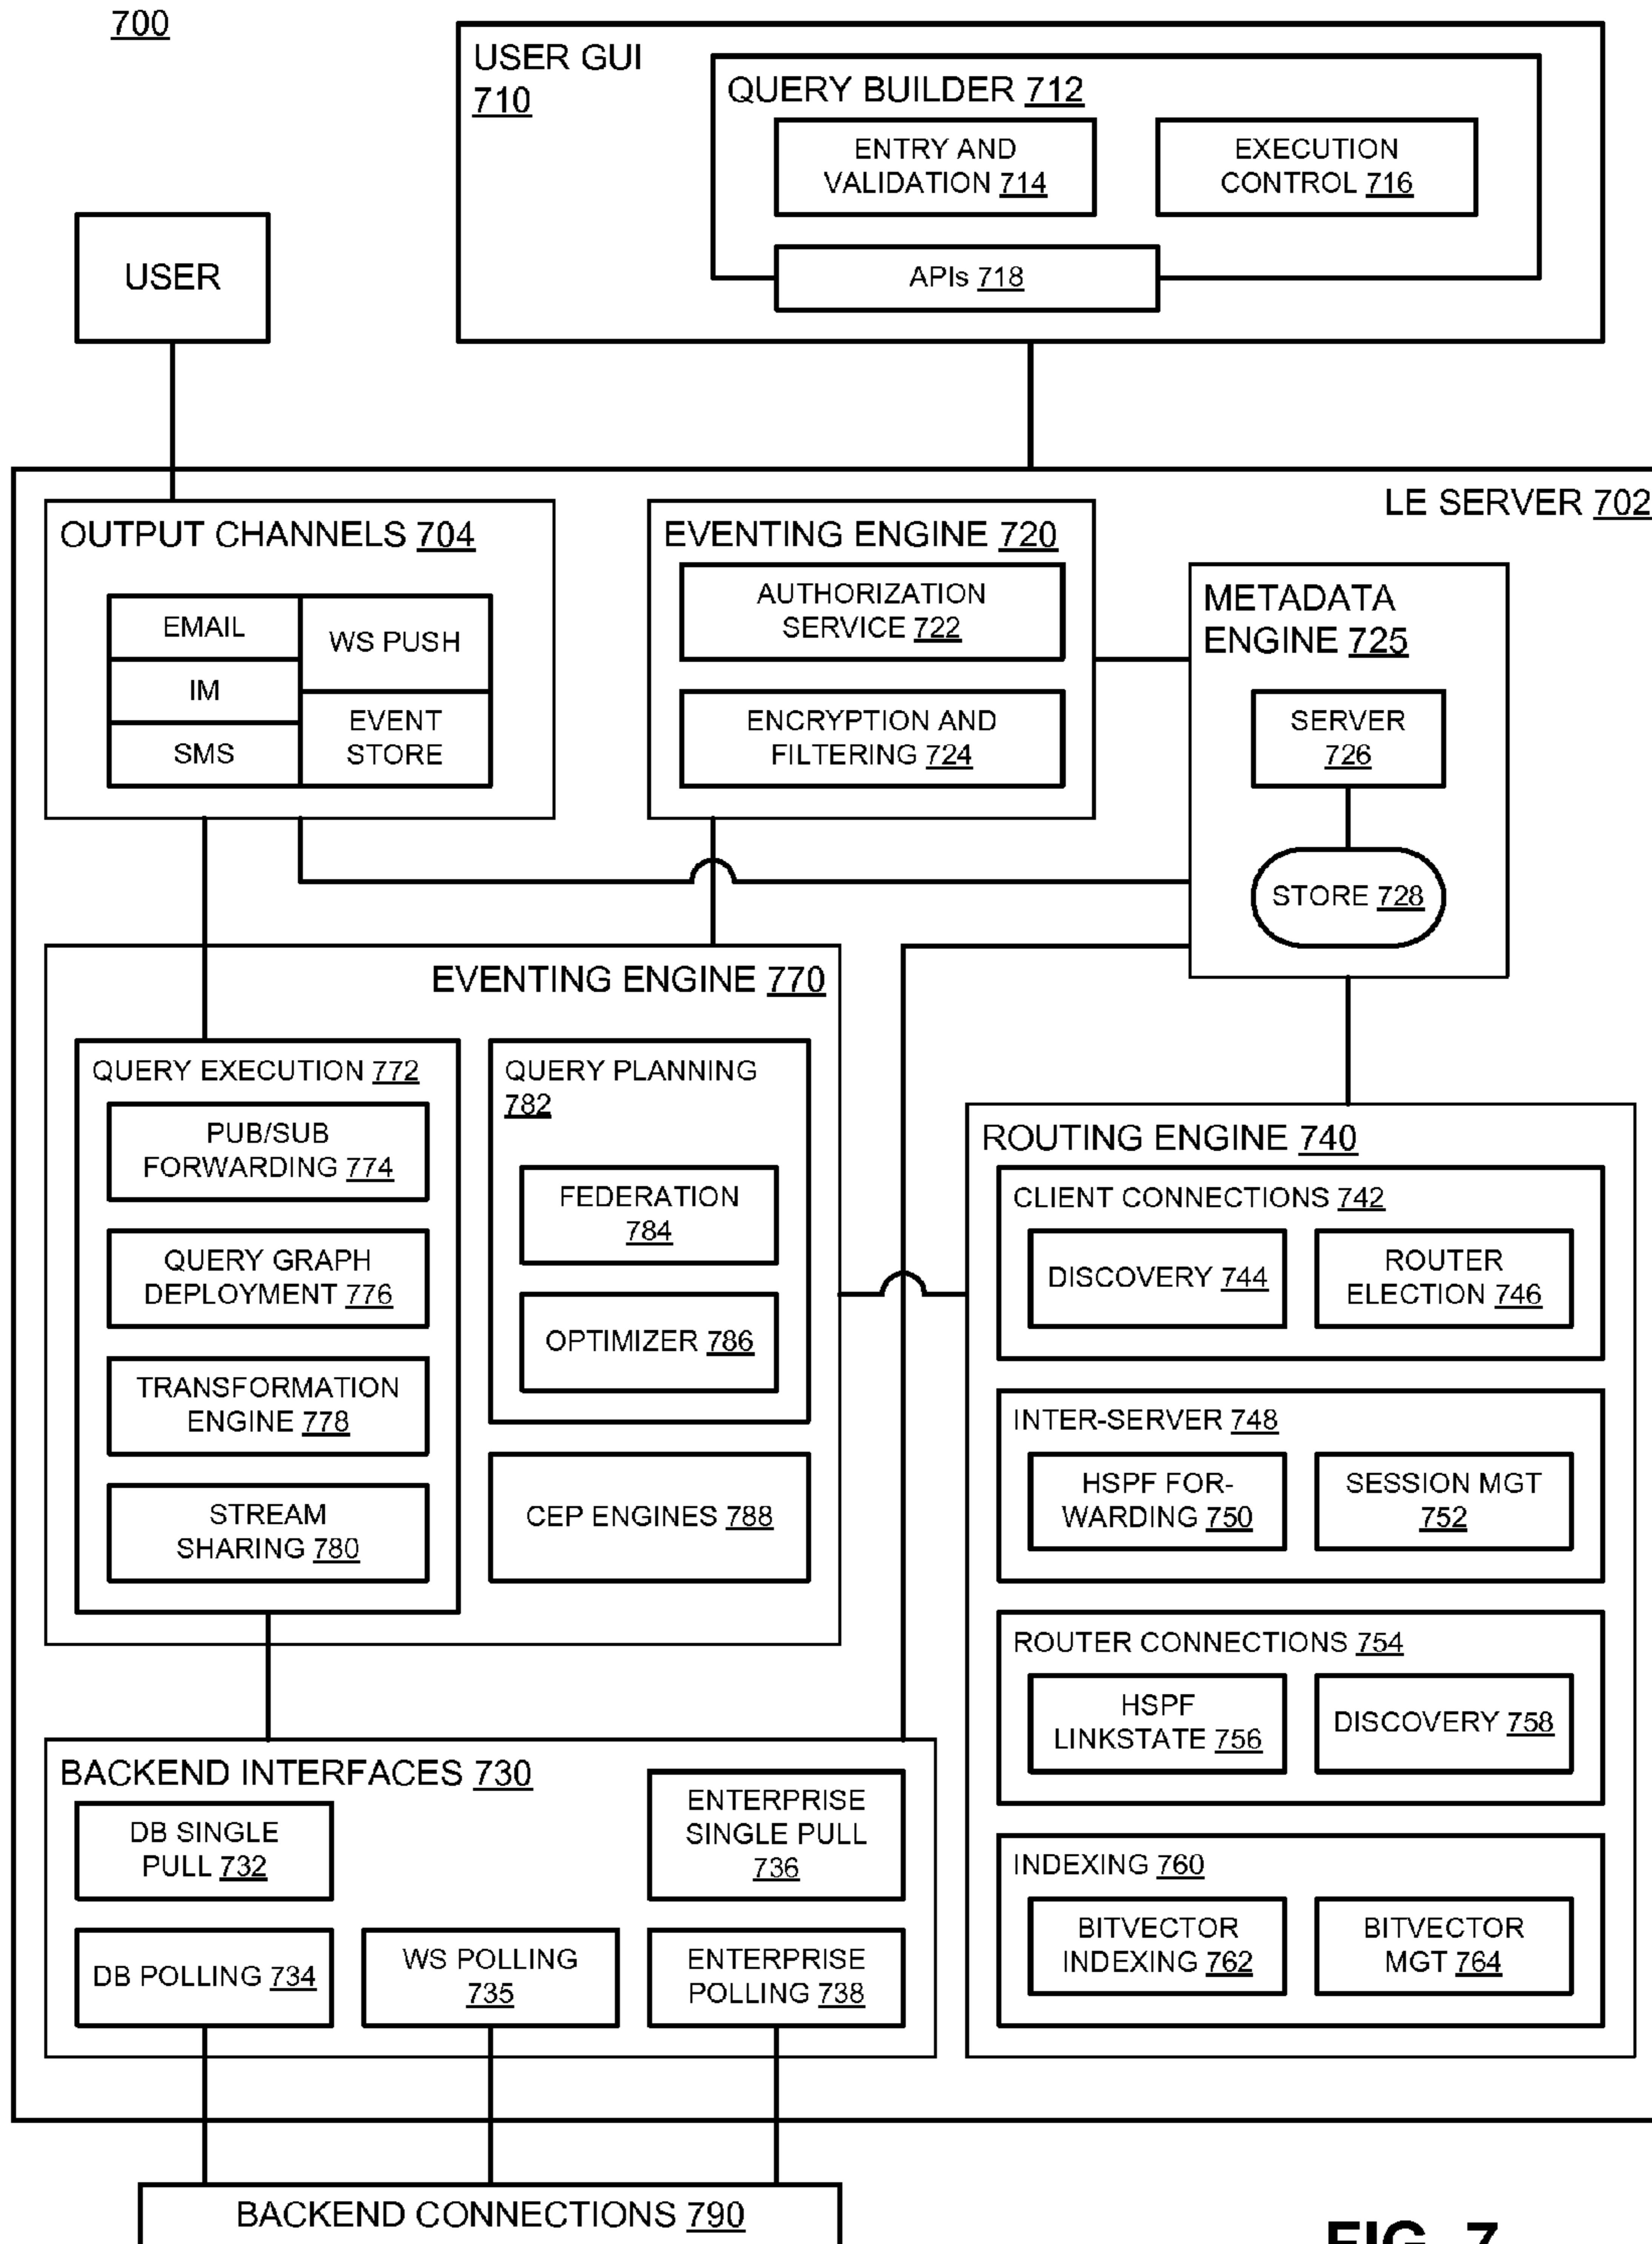 700
USER GUI
710
QUERY BUILDER 712
ENTRY AND
VALIDATION 714
EXECUTION
CONTROL 716
APIs 718
USER
LE SERVER 702
OUTPUT CHANNELS 704
EMAIL
IM
SMS
WS PUSH
EVENT
STORE
EVENTING ENGINE 720
AUTHORIZATION
SERVICE 722
ENCRYPTION AND
FILTERING 724
METADATA
ENGINE 725
SERVER
726
STORE 728
EVENTING ENGINE 770
QUERY EXECUTION 772
PUB/SUB
FORWARDING 774
QUERY GRAPH
DEPLOYMENT 776
TRANSFORMATION
ENGINE 778
STREAM
SHARING 780
QUERY PLANNING
782
FEDERATION
784
OPTIMIZER 786
CEP ENGINES 788
ROUTING ENGINE 740
CLIENT CONNECTIONS 742
DISCOVERY 744
ROUTER
ELECTION 746
INTER-SERVER 748
HSPF FOR-
WARDING 750
SESSION MGT
752
ROUTER CONNECTIONS 754
HSPF
LINKSTATE 756
DISCOVERY 758
INDEXING 760
BITVECTOR
INDEXING 762
BITVECTOR
MGT 764
BACKEND INTERFACES 730
DB SINGLE
PULL 732
ENTERPRISE
SINGLE PULL
736
DB POLLING 734
WS POLLING
735
ENTERPRISE
POLLING 738
BACKEND CONNECTIONS 790
FIG. 7